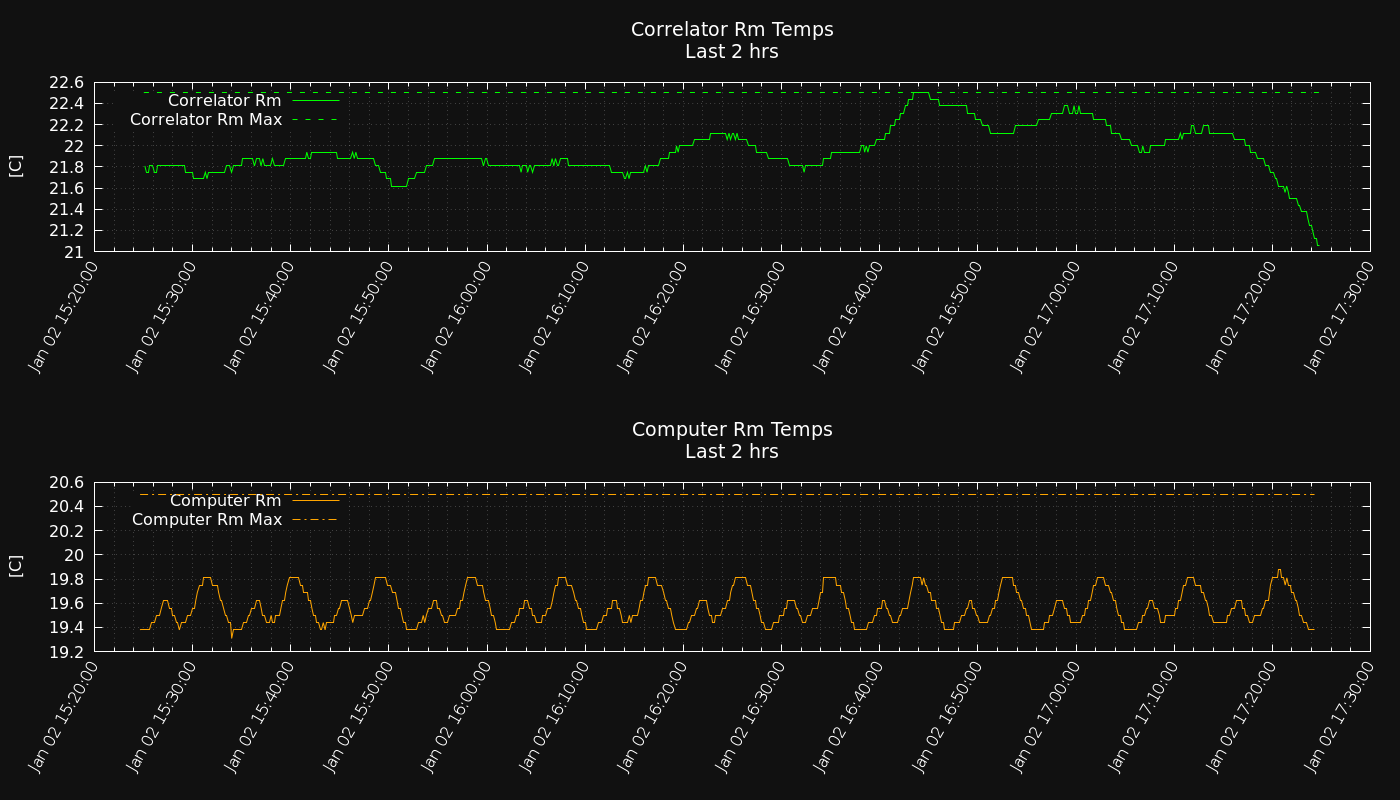 Correlator Rm Temps
Last 2 hrs
22.6
22.4
22.2
22
21.8
21.6
21.4
21.2
21
[C]
Correlator Rm
Correlator Rm Max
Jan 02 15:20:00
Jan 02 15:30:00
Jan 02 15:40:00
Jan 02 15:50:00
Jan 02 16:00:00
Jan 02 16:10:00
Jan 02 16:20:00
Jan 02 16:30:00
Jan 02 16:40:00
Jan 02 16:50:00
Jan 02 17:00:00
Jan 02 17:10:00
Jan 02 17:20:00
Jan 02 17:30:00
Computer Rm Temps
Last 2 hrs
20.6
20.4
20.2
20
19.8
19.6
19.4
19.2
[C]
Computer Rm
Computer Rm Max
Jan 02 15:20:00
Jan 02 15:30:00
Jan 02 15:40:00
Jan 02 15:50:00
Jan 02 16:00:00
Jan 02 16:10:00
Jan 02 16:20:00
Jan 02 16:30:00
Jan 02 16:40:00
Jan 02 16:50:00
Jan 02 17:00:00
Jan 02 17:10:00
Jan 02 17:20:00
Jan 02 17:30:00